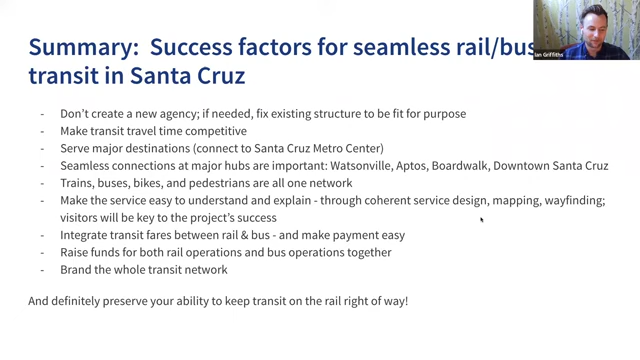 Summary:  Success factors for seamless rail/bus
transit in Santa Cruz
Ian Griffiths
- Don't create a new agency; if needed, fix existing structure to be fit for purpose
- Make transit travel time competitive
- Serve major destinations (connect to Santa Cruz Metro Center)
- Seamless connections at major hubs are important: Watsonville, Aptos, Boardwalk, Downtown Santa Cruz
- Trains, buses, bikes, and pedestrians are all one network
- Make the service easy to understand and explain - through coherent service design, mapping, wayfinding;
visitors will be key to the project's success
- Integrate transit fares between rail & bus - and make payment easy
- Raise funds for both rail operations and bus operations together
- Brand the whole transit network
And definitely preserve your ability to keep transit on the rail right of way!